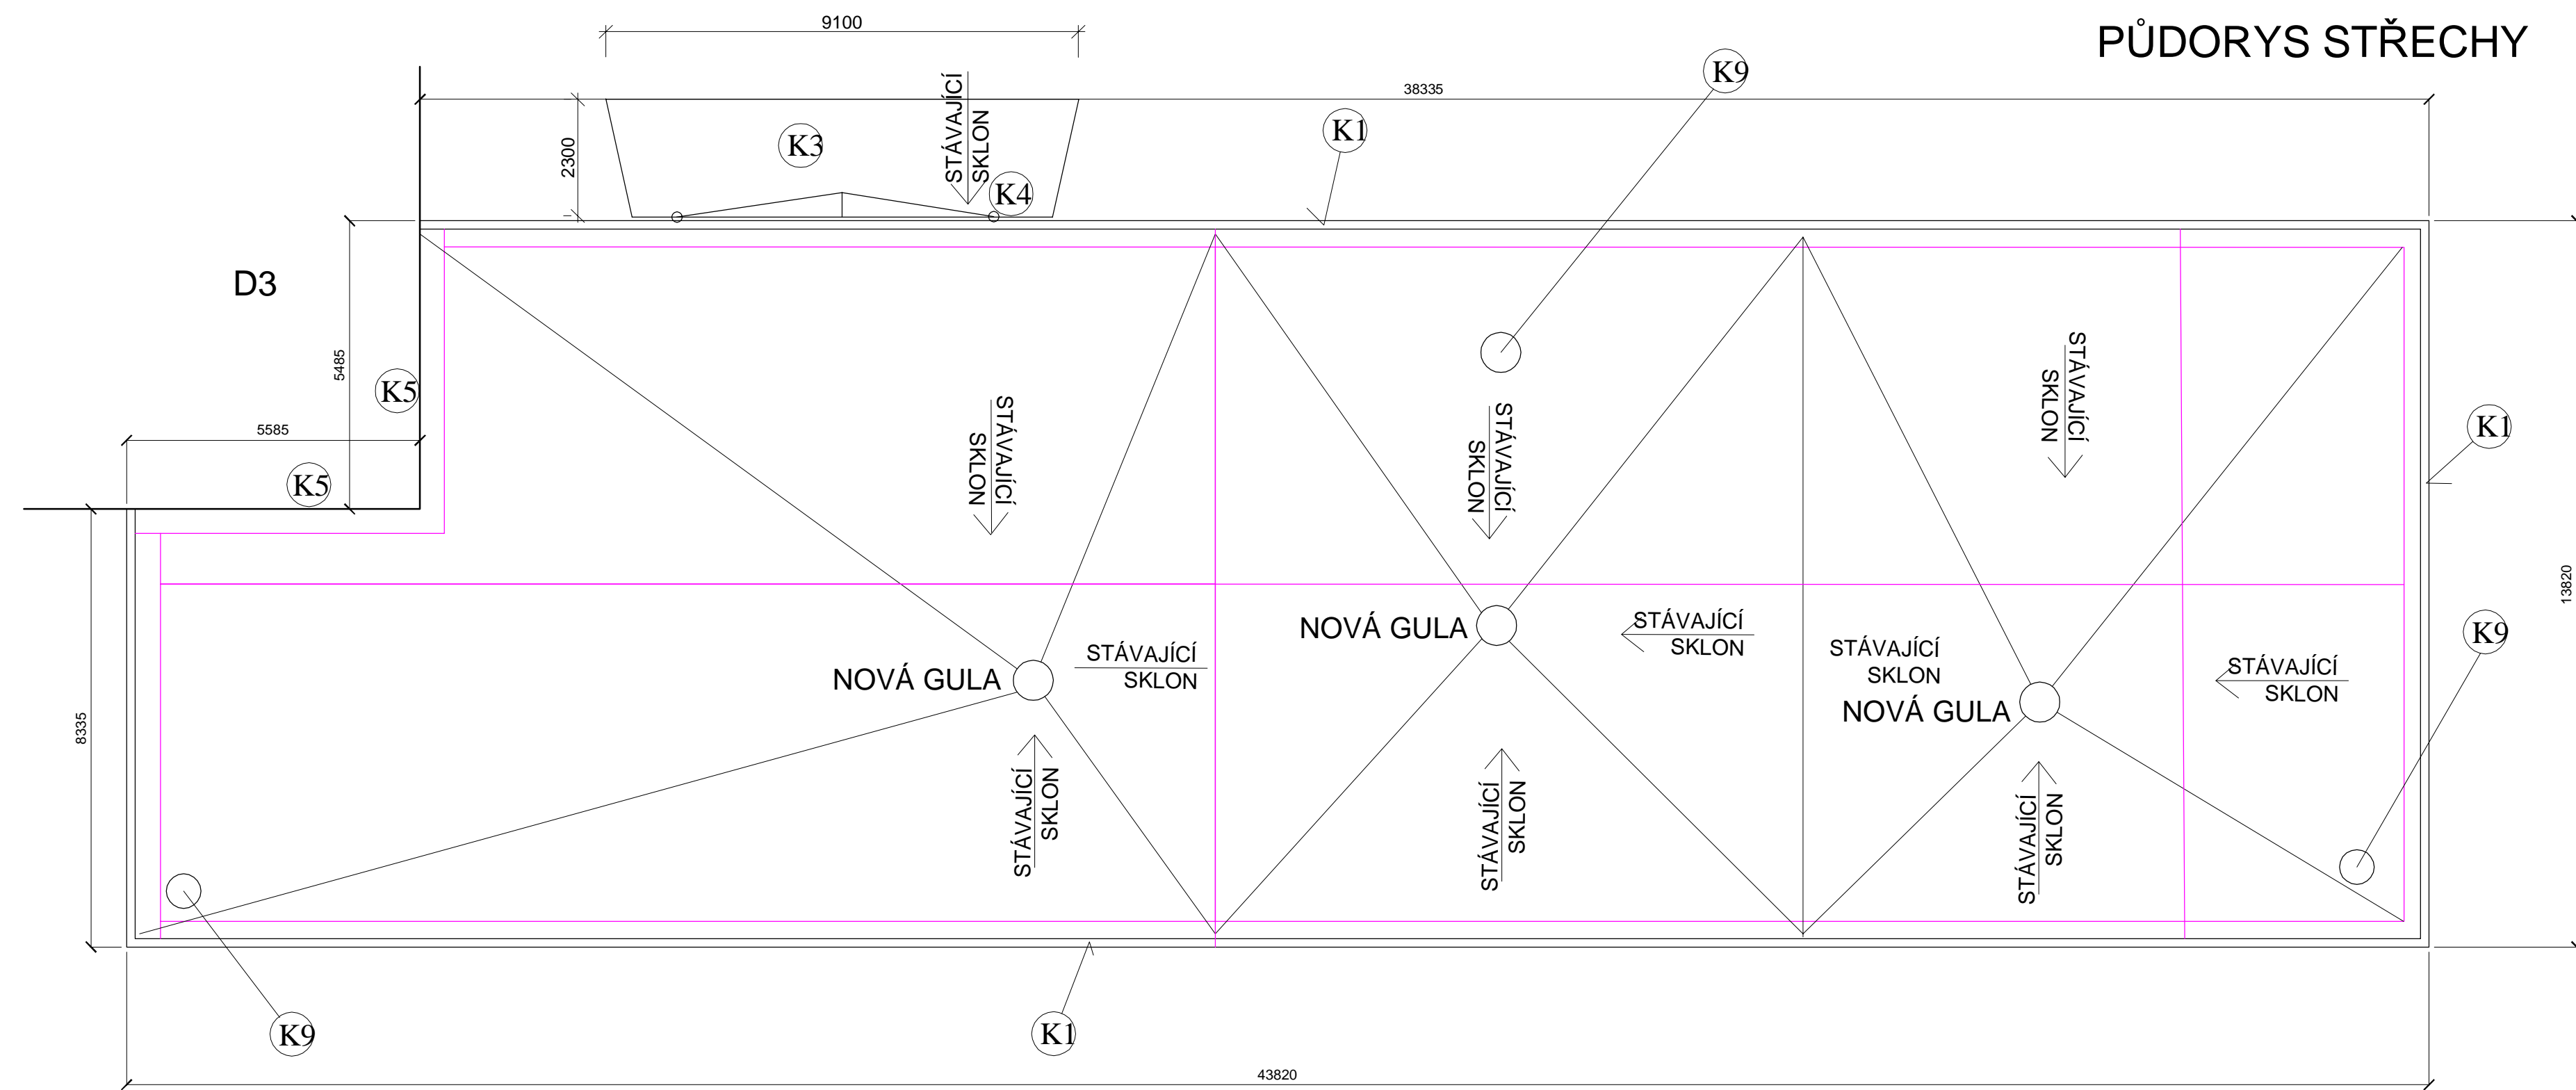 PŮDORYS STŘECHY
9100
38335
2300
K3
STÁVAJÍCÍ
SKLON
K4
K1
K9
D3
5485
K5
5585
K5
8335
STÁVAJÍCÍ
SKLON
STÁVAJÍCÍ
SKLON
STÁVAJÍCÍ
SKLON
K1
13820
NOVÁ GULA
STÁVAJÍCÍ
SKLON
NOVÁ GULA
STÁVAJÍCÍ
SKLON
STÁVAJÍCÍ
SKLON
NOVÁ GULA
STÁVAJÍCÍ
SKLON
K9
STÁVAJÍCÍ
SKLON
STÁVAJÍCÍ
SKLON
STÁVAJÍCÍ
SKLON
K9
K1
43820